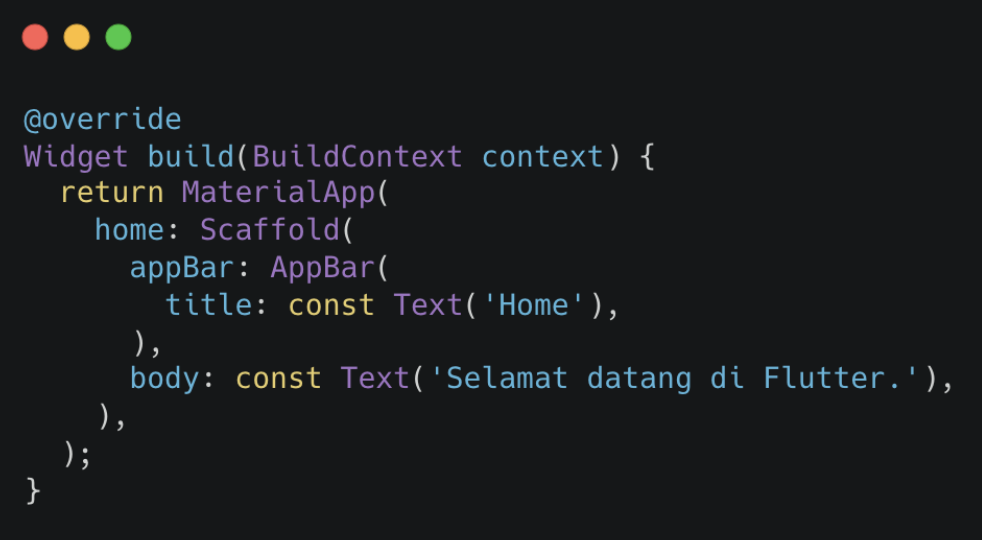 @override
Widget build(BuildContext context) {
  return MaterialApp(
    home: Scaffold(
      appBar: AppBar(
        title: const Text('Home'),
      ),
      body: const Text('Selamat datang di Flutter.'),
    ),
  );
}